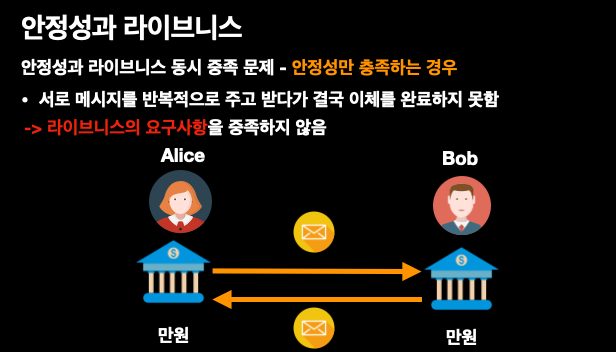 안정성과 라이브니스
안정성과 라이브니스 동시 중족 문제 - 안정성만 충족하는 경우
• 서로 메시지를 반복적으로 주고 받다가 결국 이체를 완료하지 못함
-> 라이브니스의 요구사항을 중족하지 않음
Alice
Bob
$
$
만원
만원